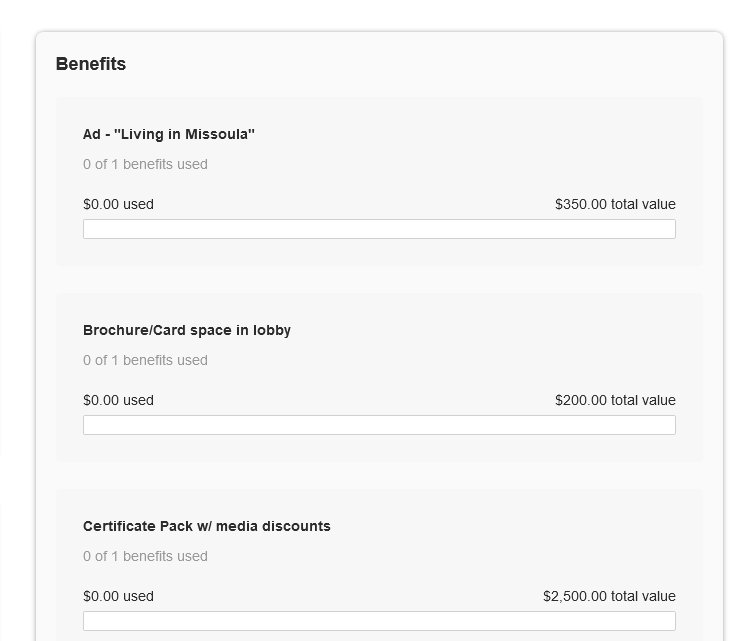 Benefits
Ad - "Living in Missoula"
0 of 1 benefits used
$0.00 used $350.00 total value
Brochure/Card space in lobby
0 of 1 benefits used
$0.00 used $200.00 total value
Certificate Pack w/ media discounts
0 of 1 benefits used
$0.00 used $2,500.00 total value